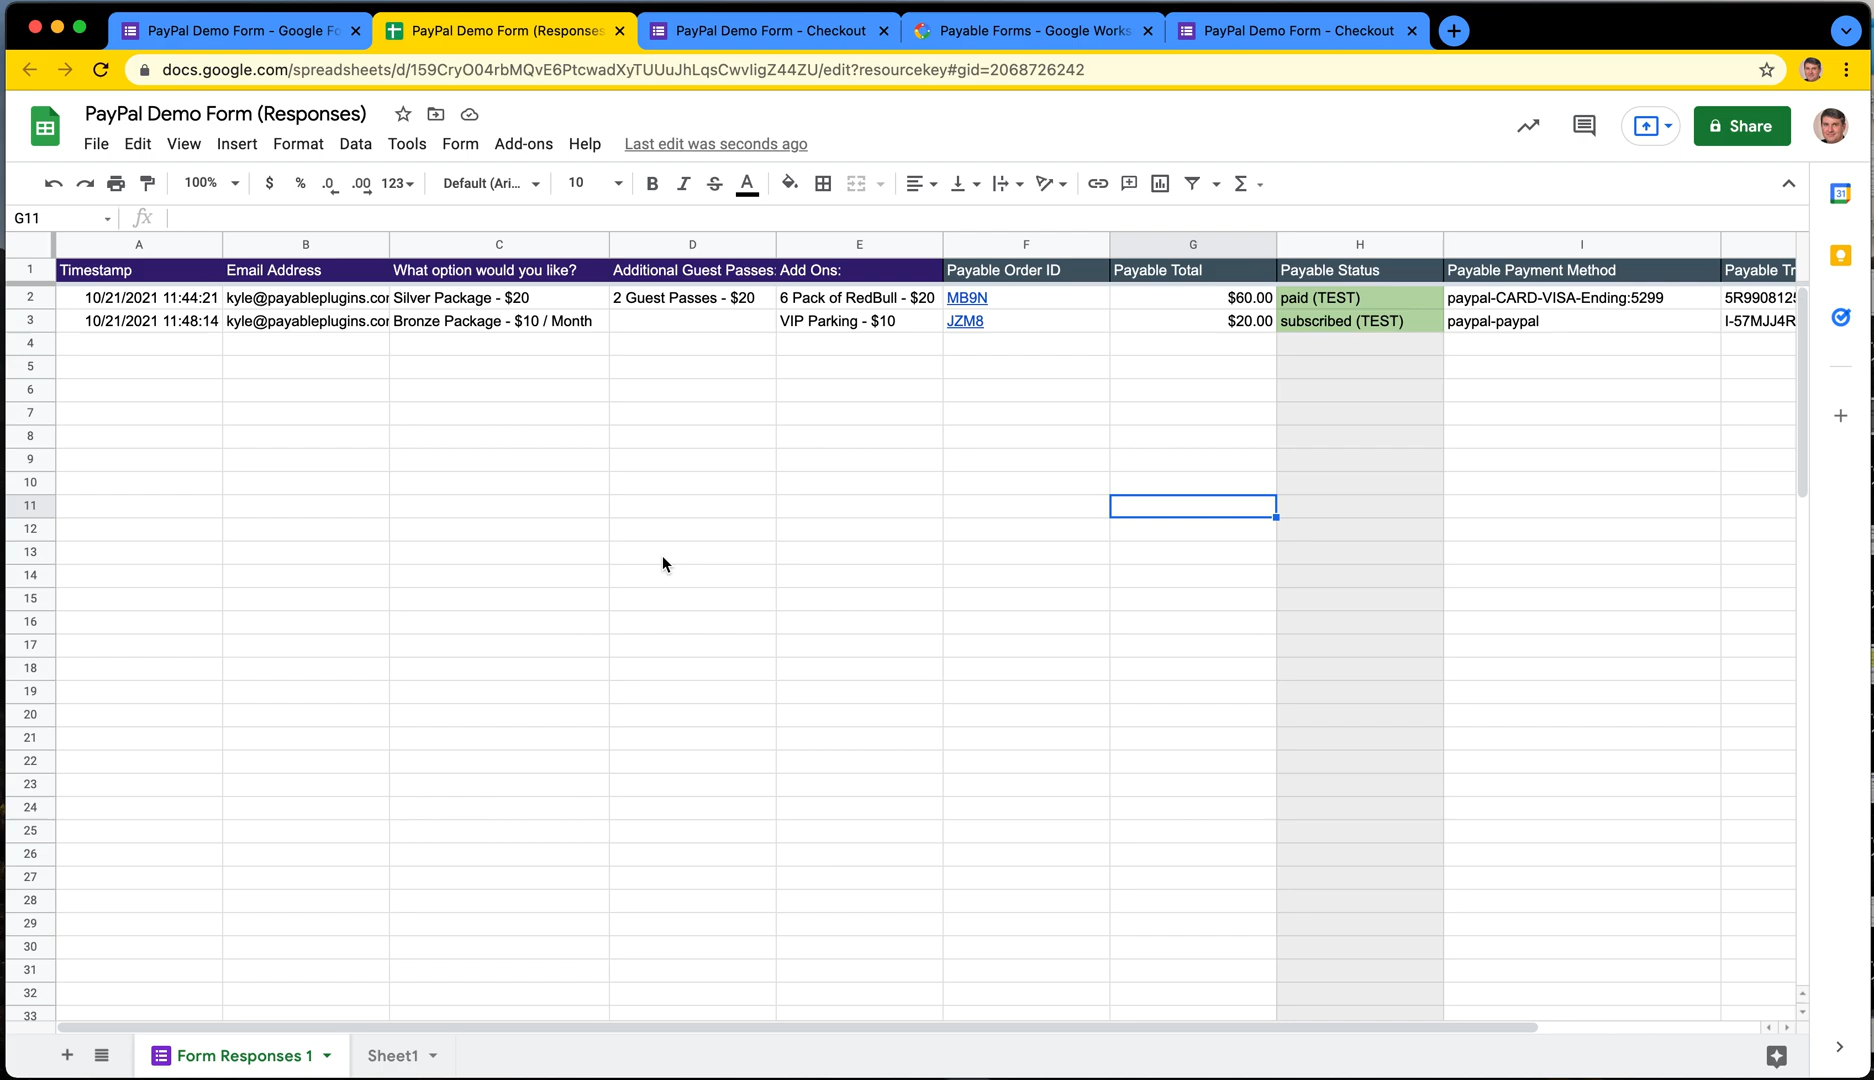 PayPal Demo Form - Google Fo
PayPal Demo Form (Responses
PayPal Demo Form - Checkout
Payable Forms - Google Works
PayPal Demo Form - Checkout
docs.google.com/spreadsheets/d/159CryO04rbMQvE6PtcwadXyTUUuJhLqsCwvIigZ44ZU/edit?resourcekey#gid=2068726242
PayPal Demo Form (Responses)
File Edit View Insert Format Data Tools Form Add-ons Help Last edit was seconds ago
Share
100% $ % .0 .00 123 Default (Ari... 10 B I S A Σ
31
G11 fx
A B C D E F G H I
1 Timestamp Email Address What option would you like? Additional Guest Passes: Add Ons: Payable Order ID Payable Total Payable Status Payable Payment Method Payable Tr
2 10/21/2021 11:44:21 kyle@payableplugins.cor Silver Package - $20 2 Guest Passes - $20 6 Pack of RedBull - $20 MB9N $60.00 paid (TEST) paypal-CARD-VISA-Ending:5299 5R990812
3 10/21/2021 11:48:14 kyle@payableplugins.cor Bronze Package - $10 / Month VIP Parking - $10 JZM8 $20.00 subscribed (TEST) paypal-paypal I-57MJJ4R
4
5
6
7
8
9
10
11
12
13
14
15
16
17
18
19
20
21
22
23
24
25
26
27
28
29
30
31
32
33
Form Responses 1 Sheet1